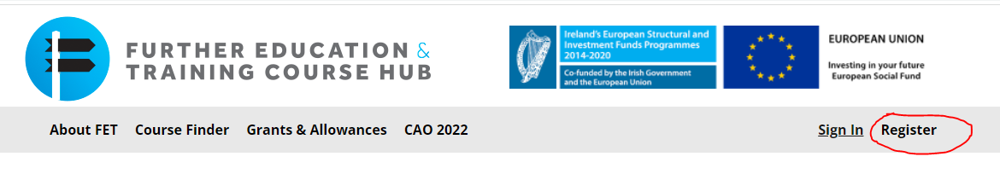 FURTHER EDUCATION &
TRAINING COURSE HUB
Ireland's European Structural and
Investment Funds Programmes
2014-2020
Co-funded by the Irish Government
and the European Union
EUROPEAN UNION
Investing in your future
European Social Fund
About FET Course Finder Grants & Allowances CAO 2022 Sign In Register